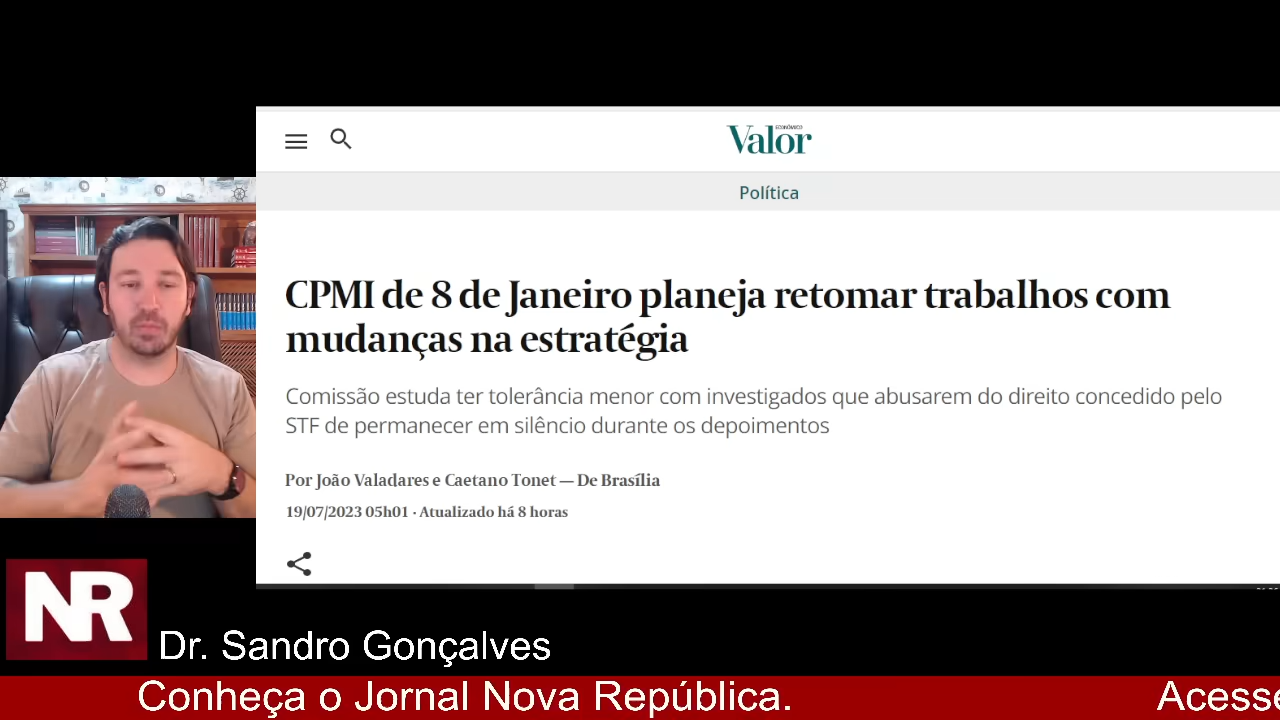 ECONÔMICO
Valor
Política
CPMI de 8 de Janeiro planeja retomar trabalhos com
mudanças na estratégia
Comissão estuda ter tolerância menor com investigados que abusarem do direito concedido pelo
STF de permanecer em silêncio durante os depoimentos
Por João Valadares e Caetano Tonet — De Brasília
19/07/2023 05h01 · Atualizado há 8 horas
NR
Dr. Sandro Gonçalves
Conheça o Jornal Nova República.
Acesse